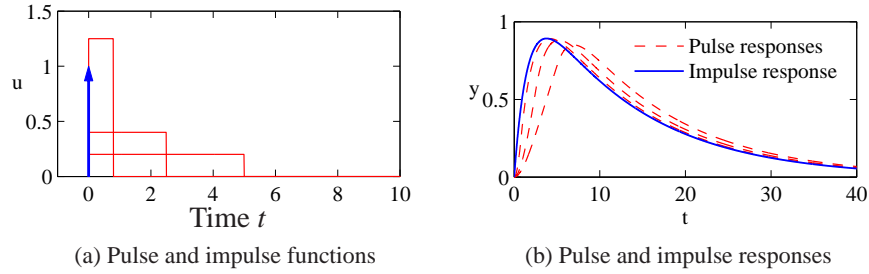 1.5
1
u
0.5
0
0 2 4 6 8 10
Time t
(a) Pulse and impulse functions
1
y
0.5
0
Pulse responses
Impulse response
0 10 20 30 40
t
(b) Pulse and impulse responses